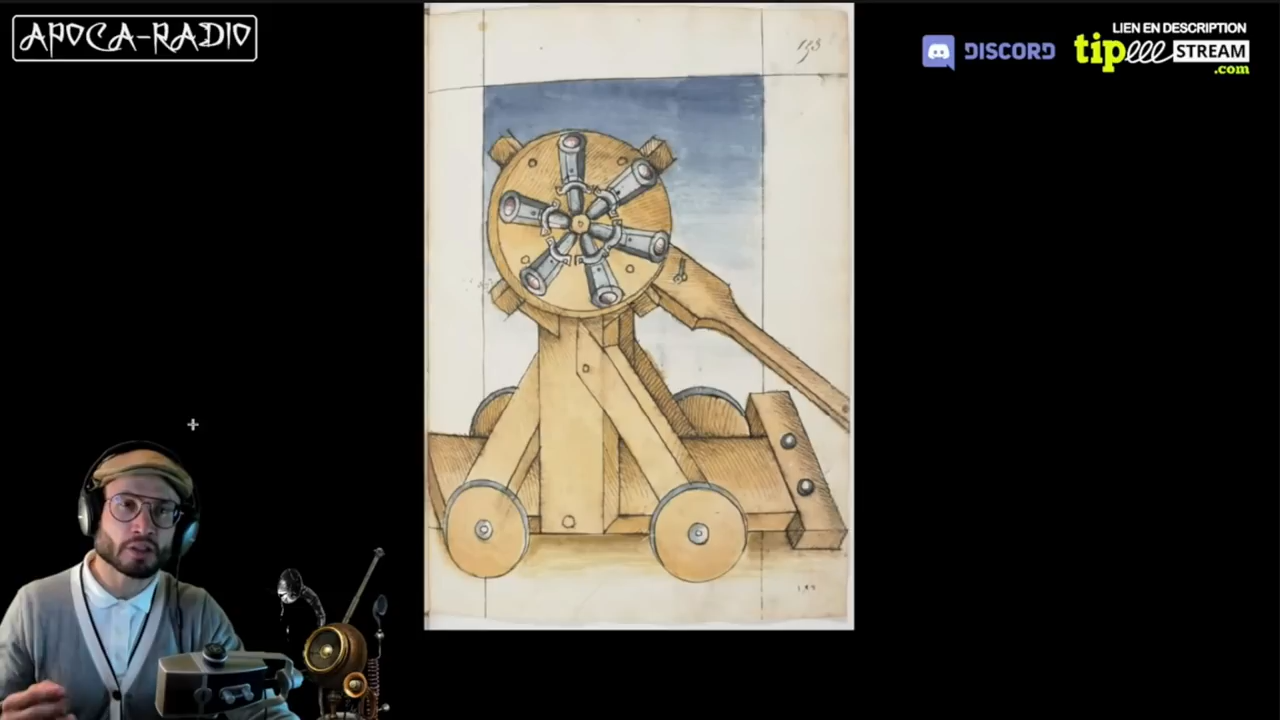 APOCA-RADIO
DISCORD
LIEN EN DESCRIPTION
tipeee
STREAM
.com